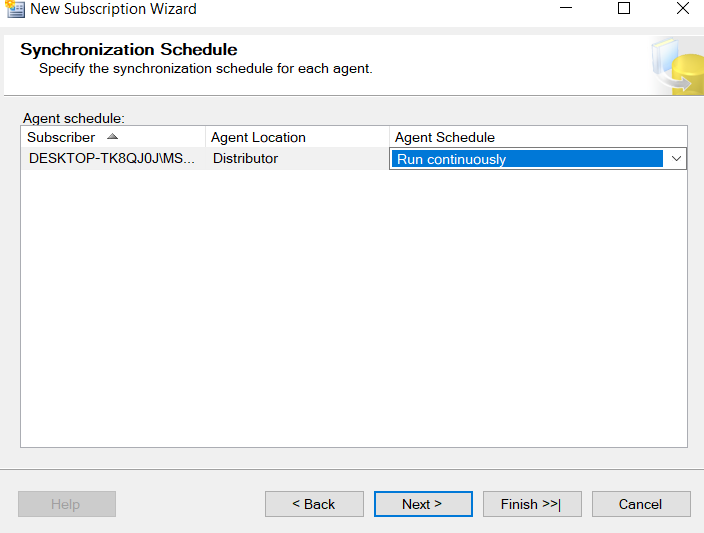 New Subscription Wizard
Synchronization Schedule
Specify the synchronization schedule for each agent.
Agent schedule:
Subscriber Agent Location Agent Schedule
DESKTOP-TK8QJ0J\MS... Distributor Run continuously
Help < Back Next > Finish >>| Cancel